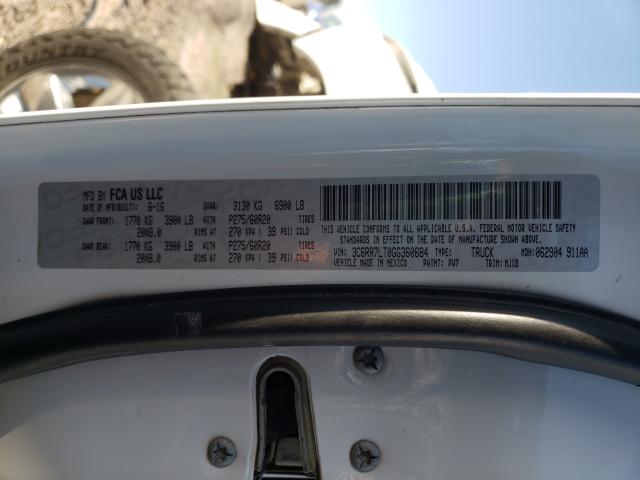 COUNTRY
MFD BY FCA US LLC
DATE OF MFR(BUILT): 6-16 GVWR: 3130 KG 6900 LB
GAWR FRONT: 1770 KG 3900 LB WITH P275/60R20 TIRES
20X8.0 RIMS AT 270 KPA ( 39 PSI) COLD
GAWR REAR: 1770 KG 3900 LB WITH P275/60R20 TIRES
20X8.0 RIMS AT 270 KPA ( 39 PSI) COLD
THIS VEHICLE CONFORMS TO ALL APPLICABLE U.S.A. FEDERAL MOTOR VEHICLE SAFETY
STANDARDS IN EFFECT ON THE DATE OF MANUFACTURE SHOWN ABOVE.
VIN: 3C6RR7LT0GG360684 TYPE: TRUCK MDH: 062904 911AA
VEHICLE MADE IN MEXICO PAINT: PW7 TRIM: MJX9